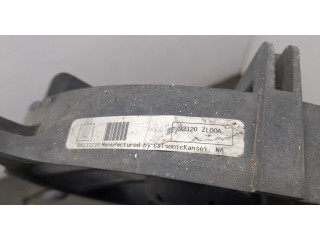 92120 ZL00A
Manufactured by CalsonicKansei, NA